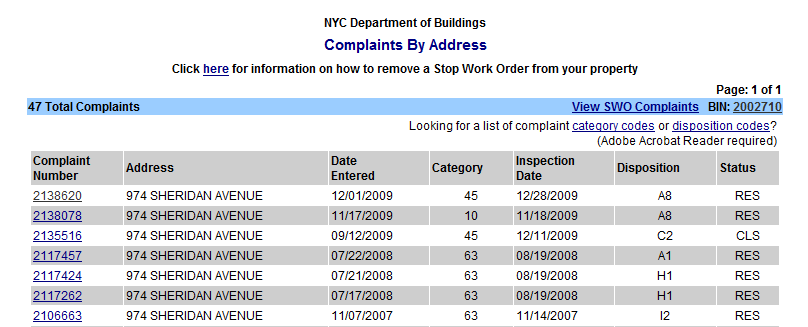 NYC Department of Buildings
Complaints By Address
Click here for information on how to remove a Stop Work Order from your property
Page: 1 of 1
47 Total Complaints View SWO Complaints BIN: 2002710
Looking for a list of complaint category codes or disposition codes?
(Adobe Acrobat Reader required)
Complaint Number Address Date Entered Category Inspection Date Disposition Status
2138620 974 SHERIDAN AVENUE 12/01/2009 45 12/28/2009 A8 RES
2138078 974 SHERIDAN AVENUE 11/17/2009 10 11/18/2009 A8 RES
2135516 974 SHERIDAN AVENUE 09/12/2009 45 12/11/2009 C2 CLS
2117457 974 SHERIDAN AVENUE 07/22/2008 63 08/19/2008 A1 RES
2117424 974 SHERIDAN AVENUE 07/21/2008 63 08/19/2008 H1 RES
2117262 974 SHERIDAN AVENUE 07/17/2008 63 08/19/2008 H1 RES
2106663 974 SHERIDAN AVENUE 11/07/2007 63 11/14/2007 I2 RES